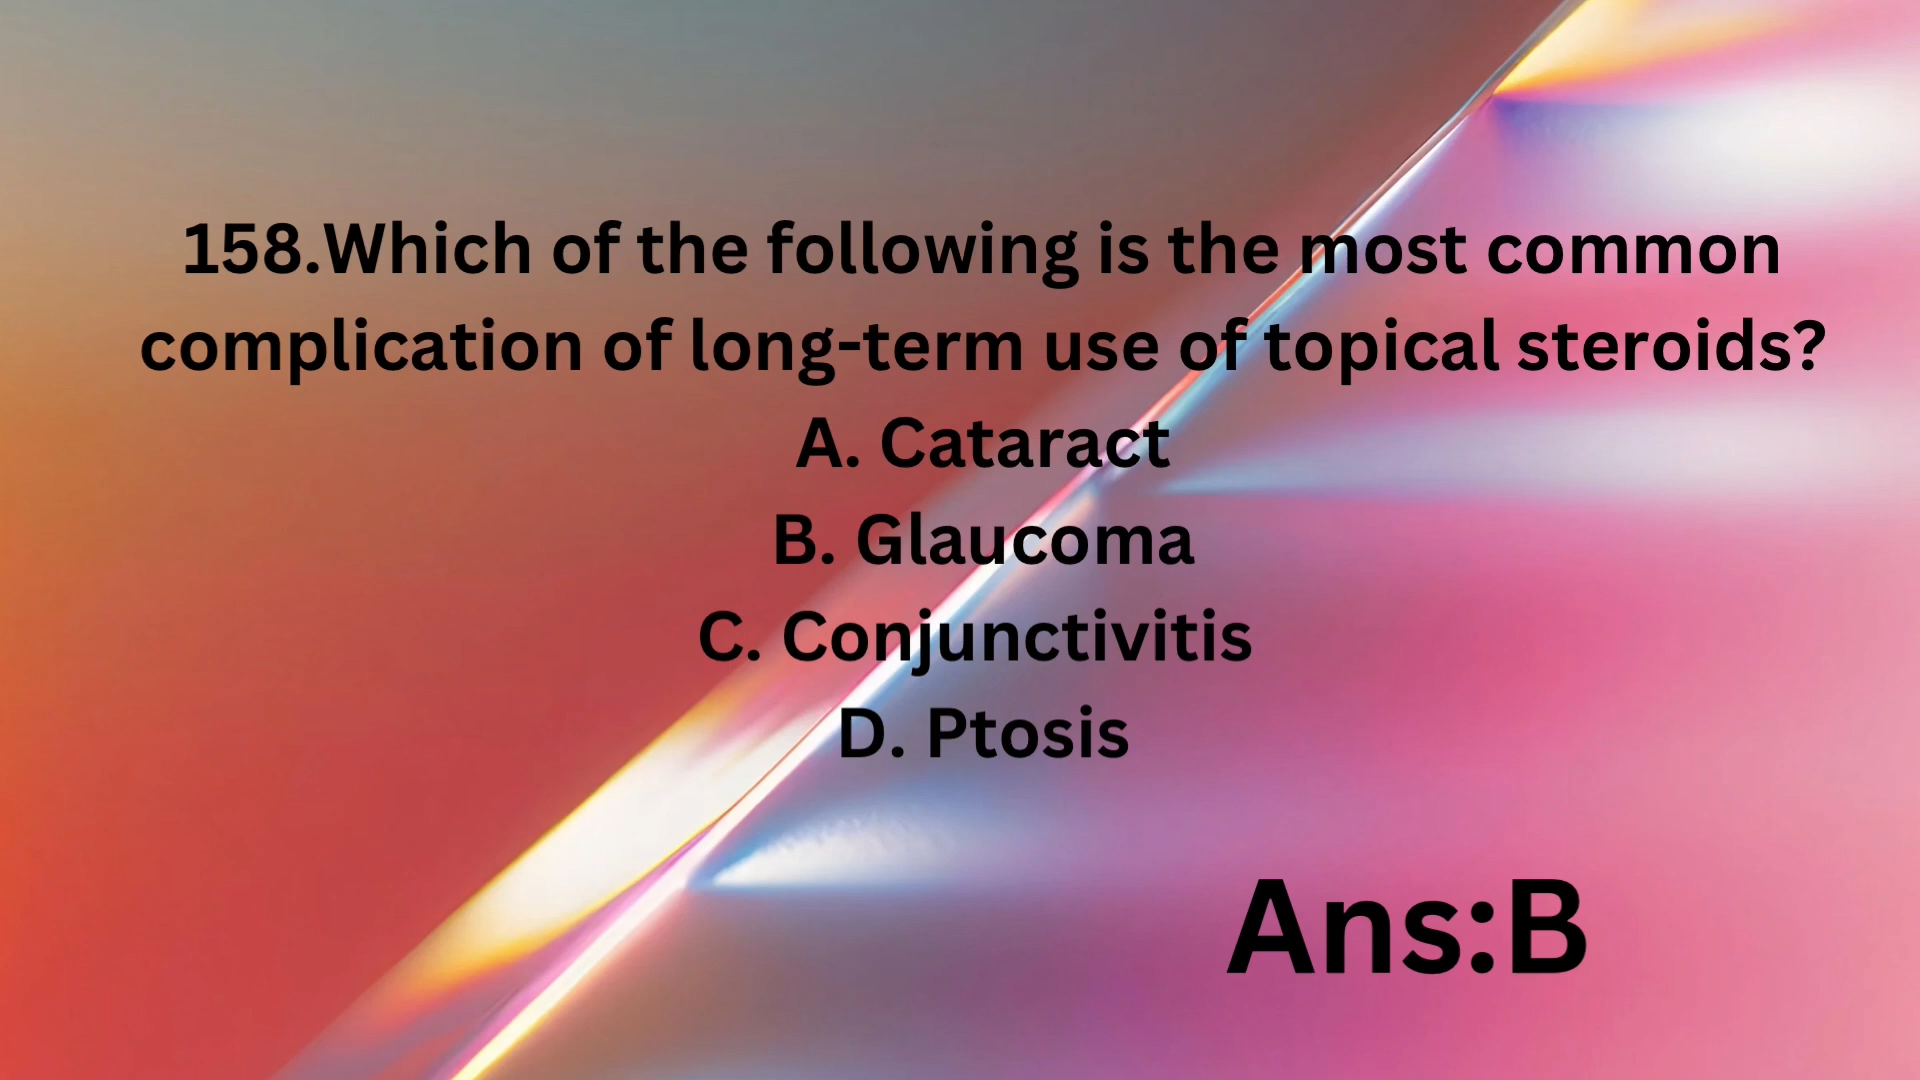 158.Which of the following is the most common
complication of long-term use of topical steroids?
A. Cataract
B. Glaucoma
C. Conjunctivitis
D. Ptosis
Ans:B